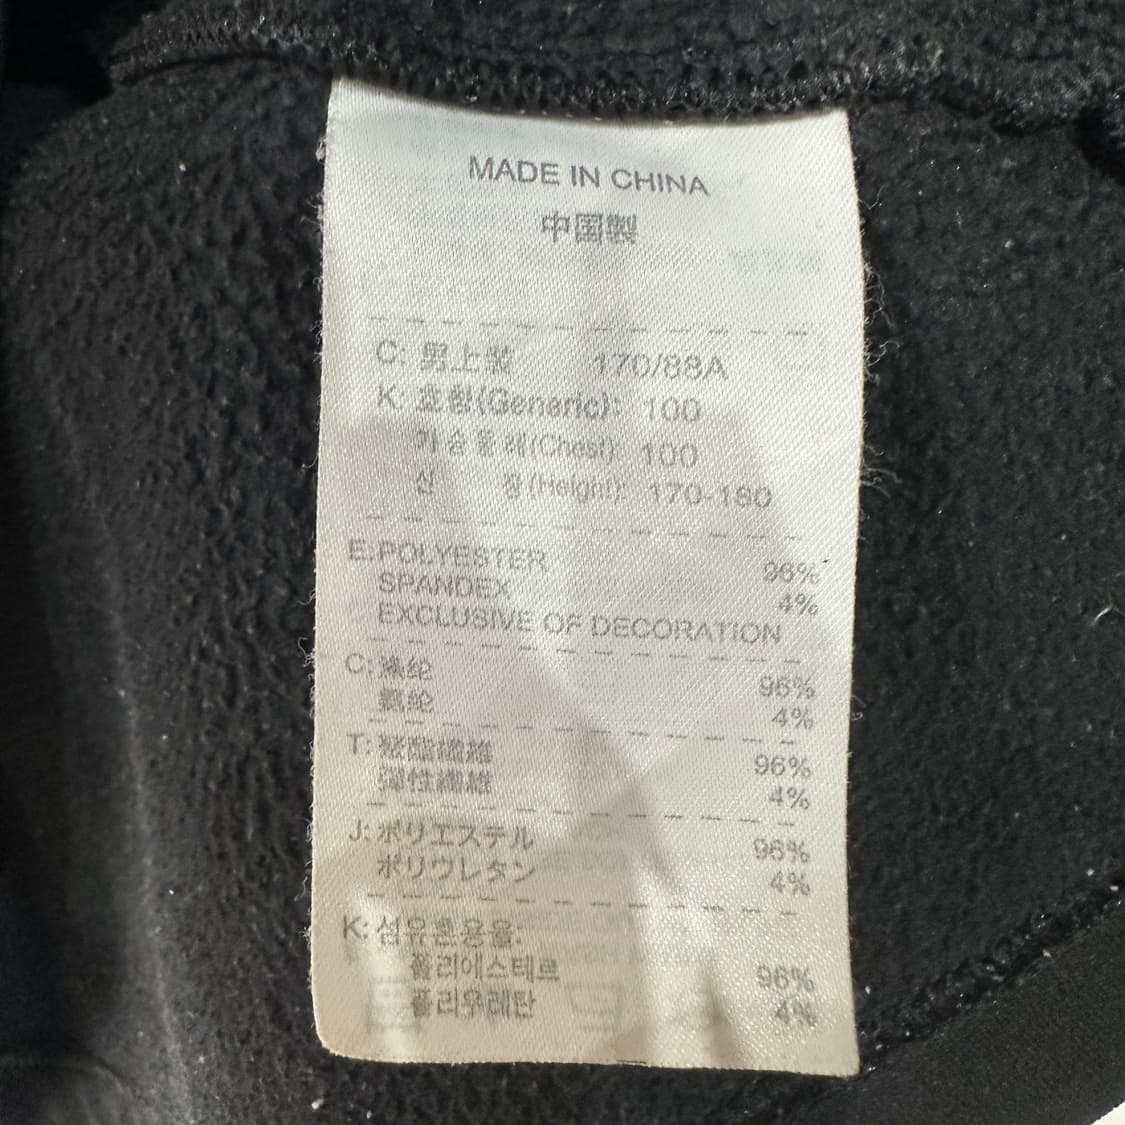 MADE IN CHINA
中国製
C: 男上装 170/88A
K: 호칭(Generic): 100
가슴둘레(Chest): 100
신 장(Height): 170-180
E: POLYESTER 96%
SPANDEX 4%
EXCLUSIVE OF DECORATION
C: 涤纶 96%
氨纶 4%
T: 聚酯纖維 96%
彈性纖維 4%
J: ポリエステル 96%
ポリウレタン 4%
K: 섬유혼용율:
폴리에스테르 96%
폴리우레탄 4%